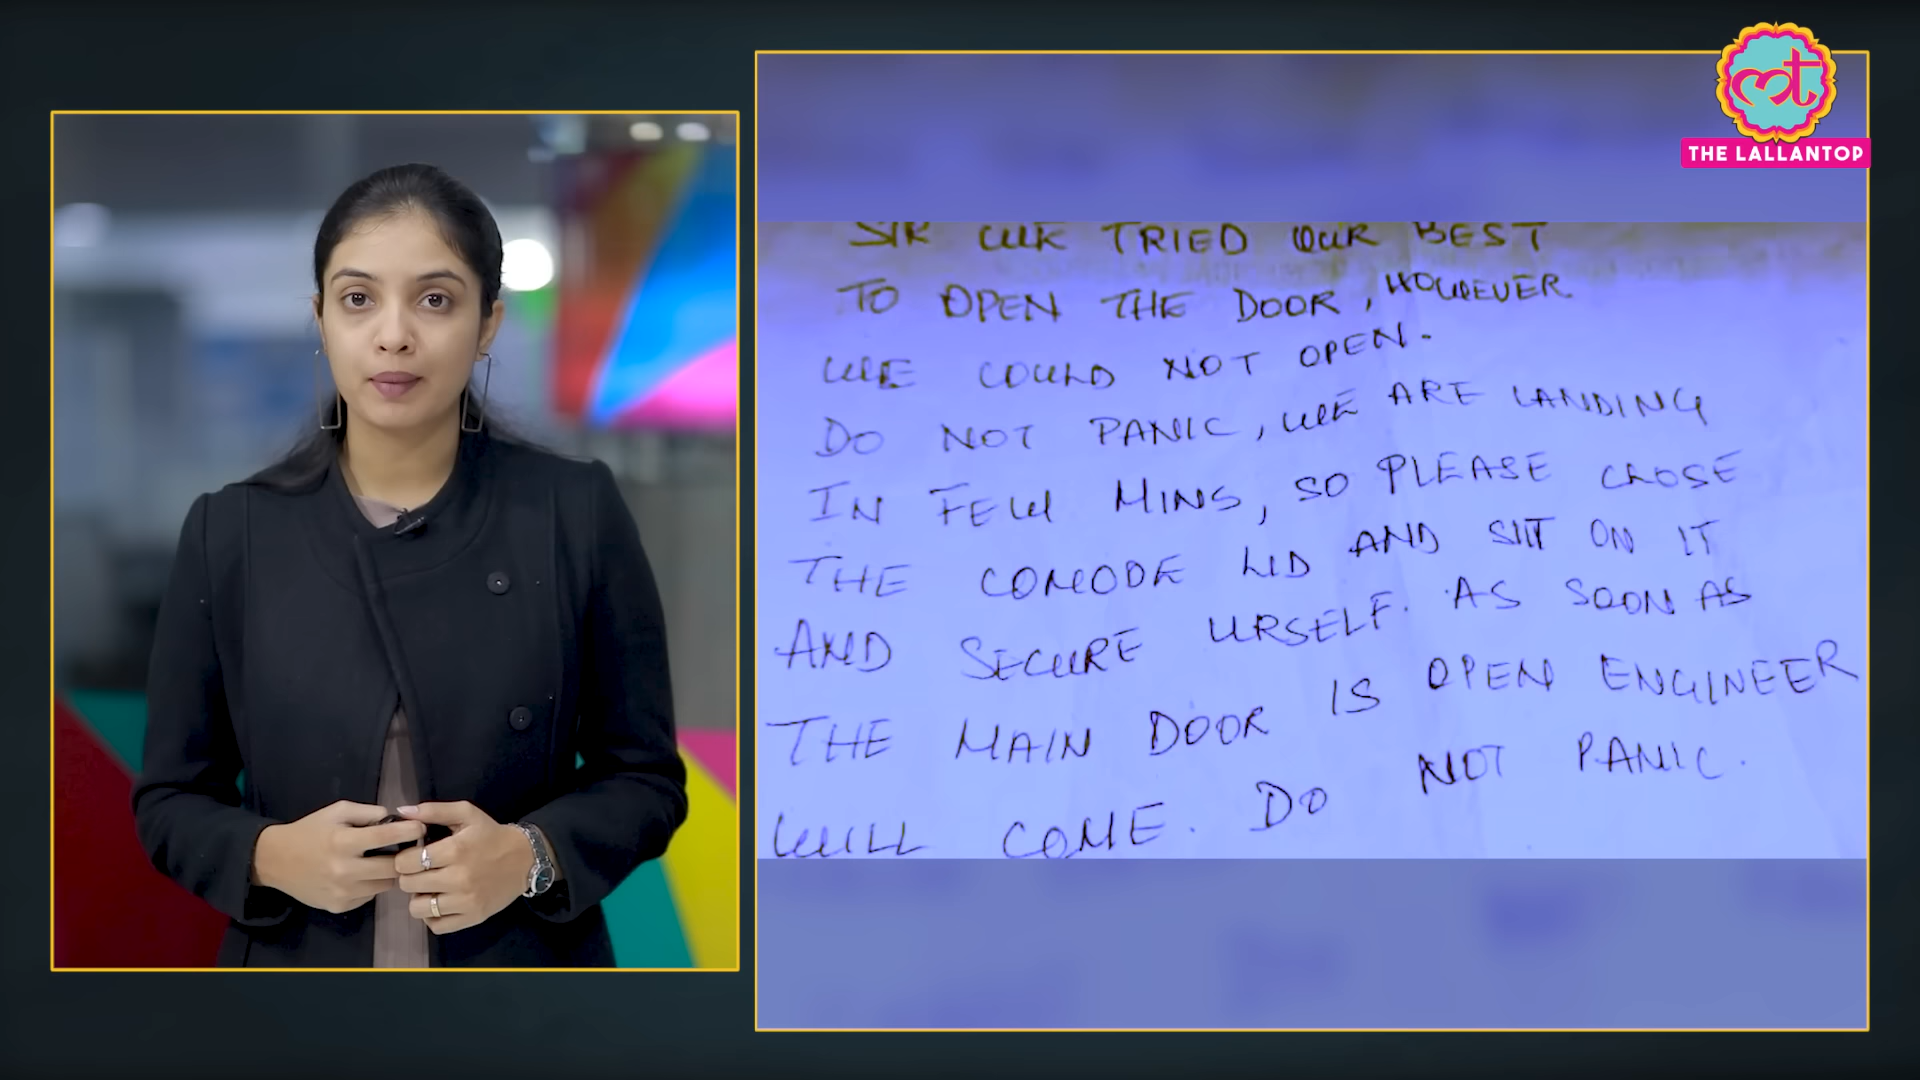 THE LALLANTOP
SIR WE TRIED OUR BEST
TO OPEN THE DOOR, HOWEVER
WE COULD NOT OPEN.
DO NOT PANIC, WE ARE LANDING
IN FEW MINS, SO PLEASE CLOSE
THE COMODE LID AND SIT ON IT
AND SECURE URSELF. AS SOON AS
THE MAIN DOOR IS OPEN ENGINEER
WILL COME. DO NOT PANIC.